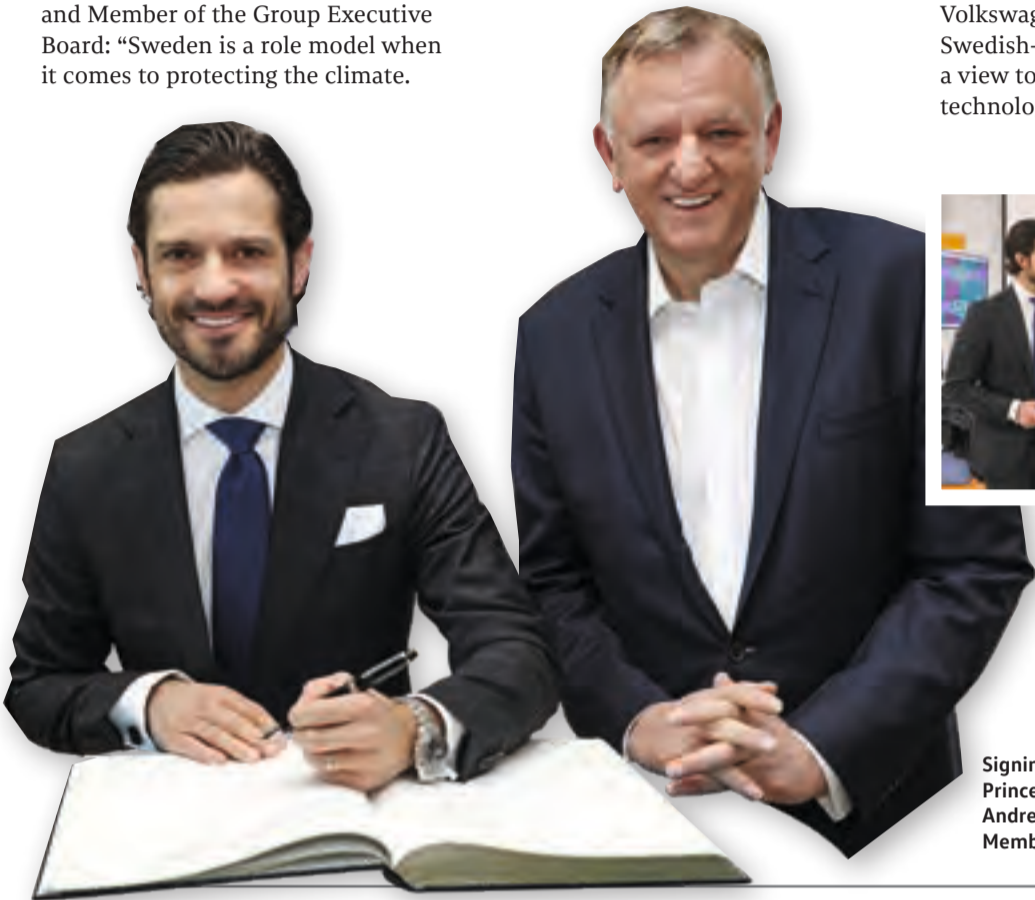 and Member of the Group Executive
Board: “Sweden is a role model when
it comes to protecting the climate.
Volkswag
Swedish-
a view to
technolo
Signin
Prince
Andre
Memb